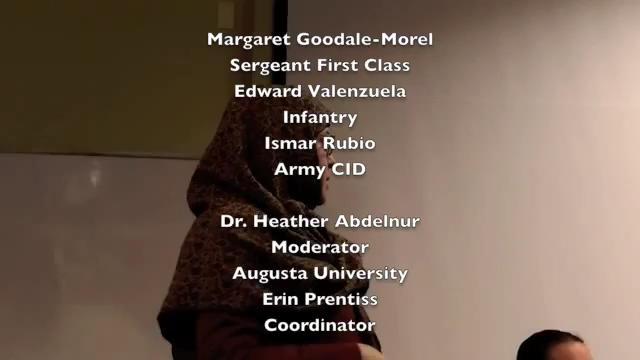 Margaret Goodale-Morel
Sergeant First Class
Edward Valenzuela
Infantry
Ismar Rubio
Army CID
Dr. Heather Abdelnur
Moderator
Augusta University
Erin Prentiss
Coordinator